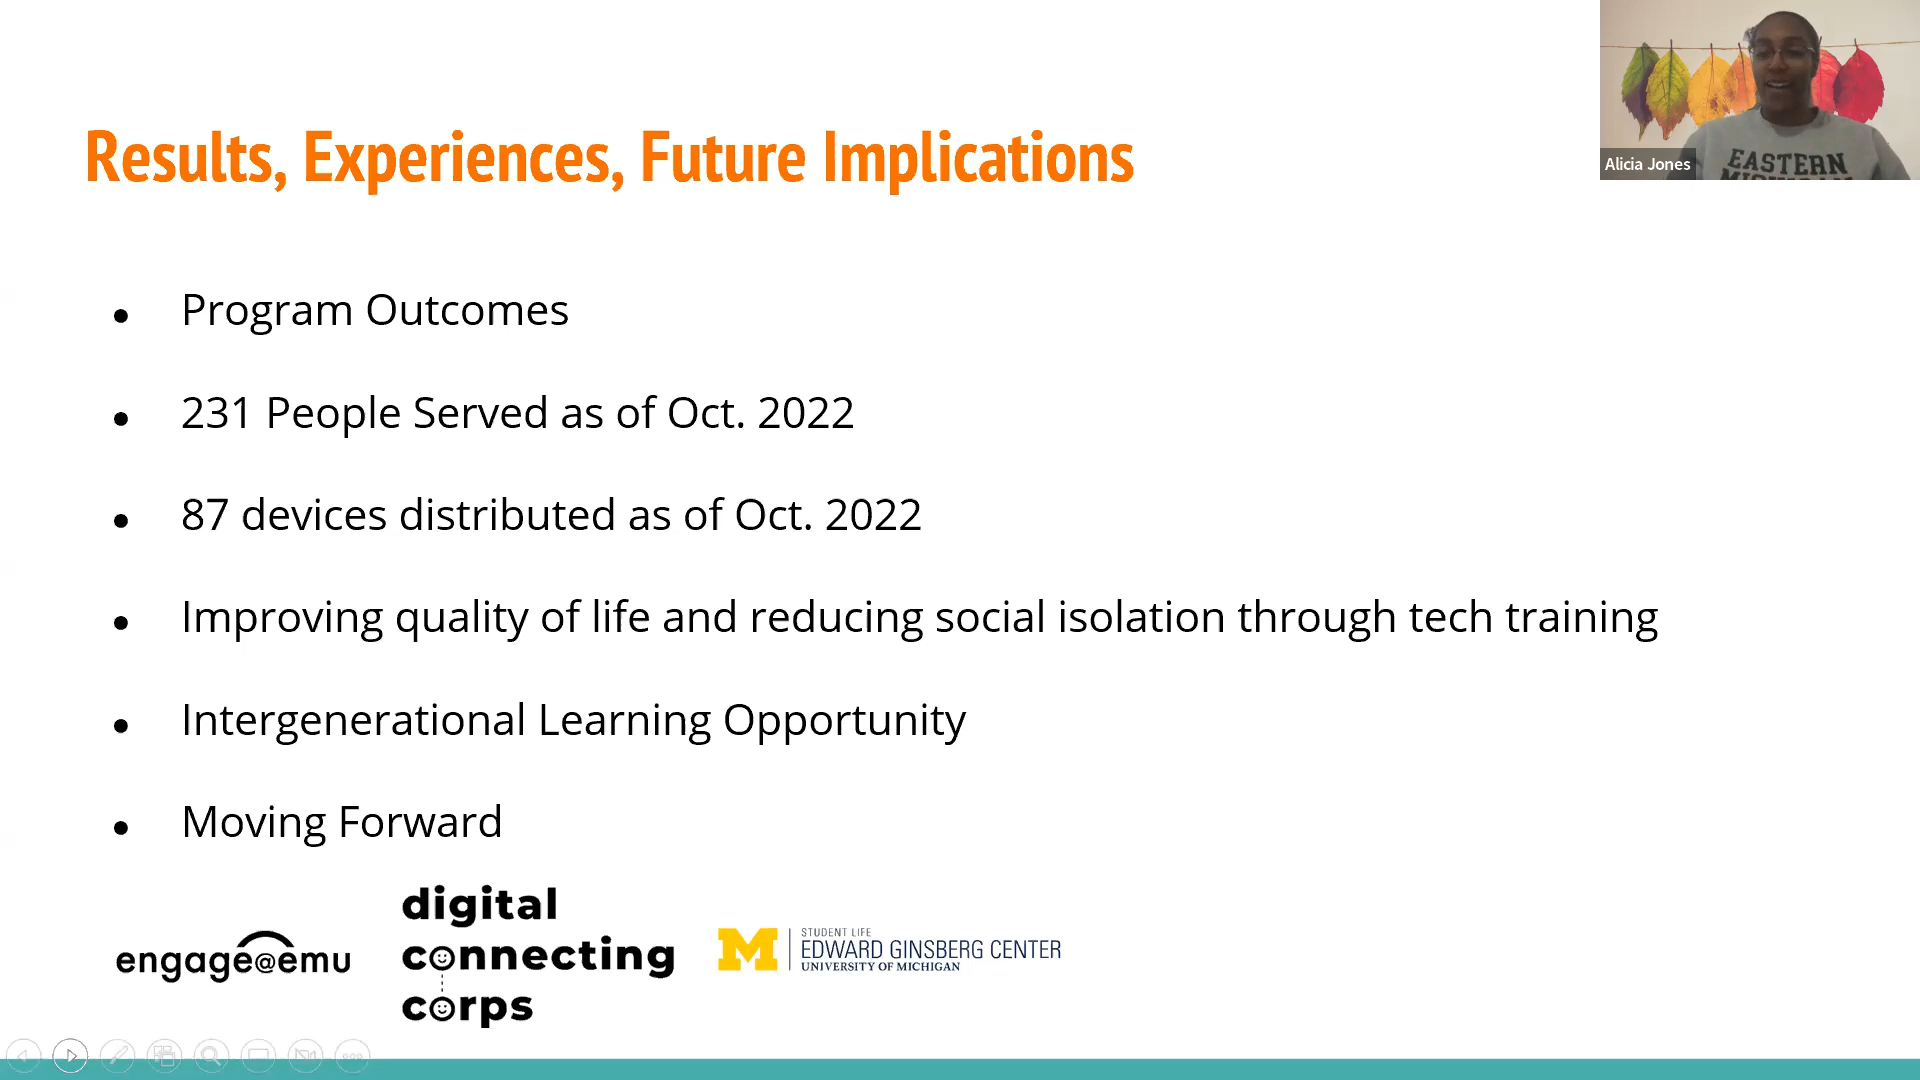 Results, Experiences, Future Implications
Alicia Jones
EASTERN
MICHIGAN
Program Outcomes
231 People Served as of Oct. 2022
87 devices distributed as of Oct. 2022
Improving quality of life and reducing social isolation through tech training
Intergenerational Learning Opportunity
Moving Forward
engage@emu
digital
connecting
corps
M
STUDENT LIFE
EDWARD GINSBERG CENTER
UNIVERSITY OF MICHIGAN